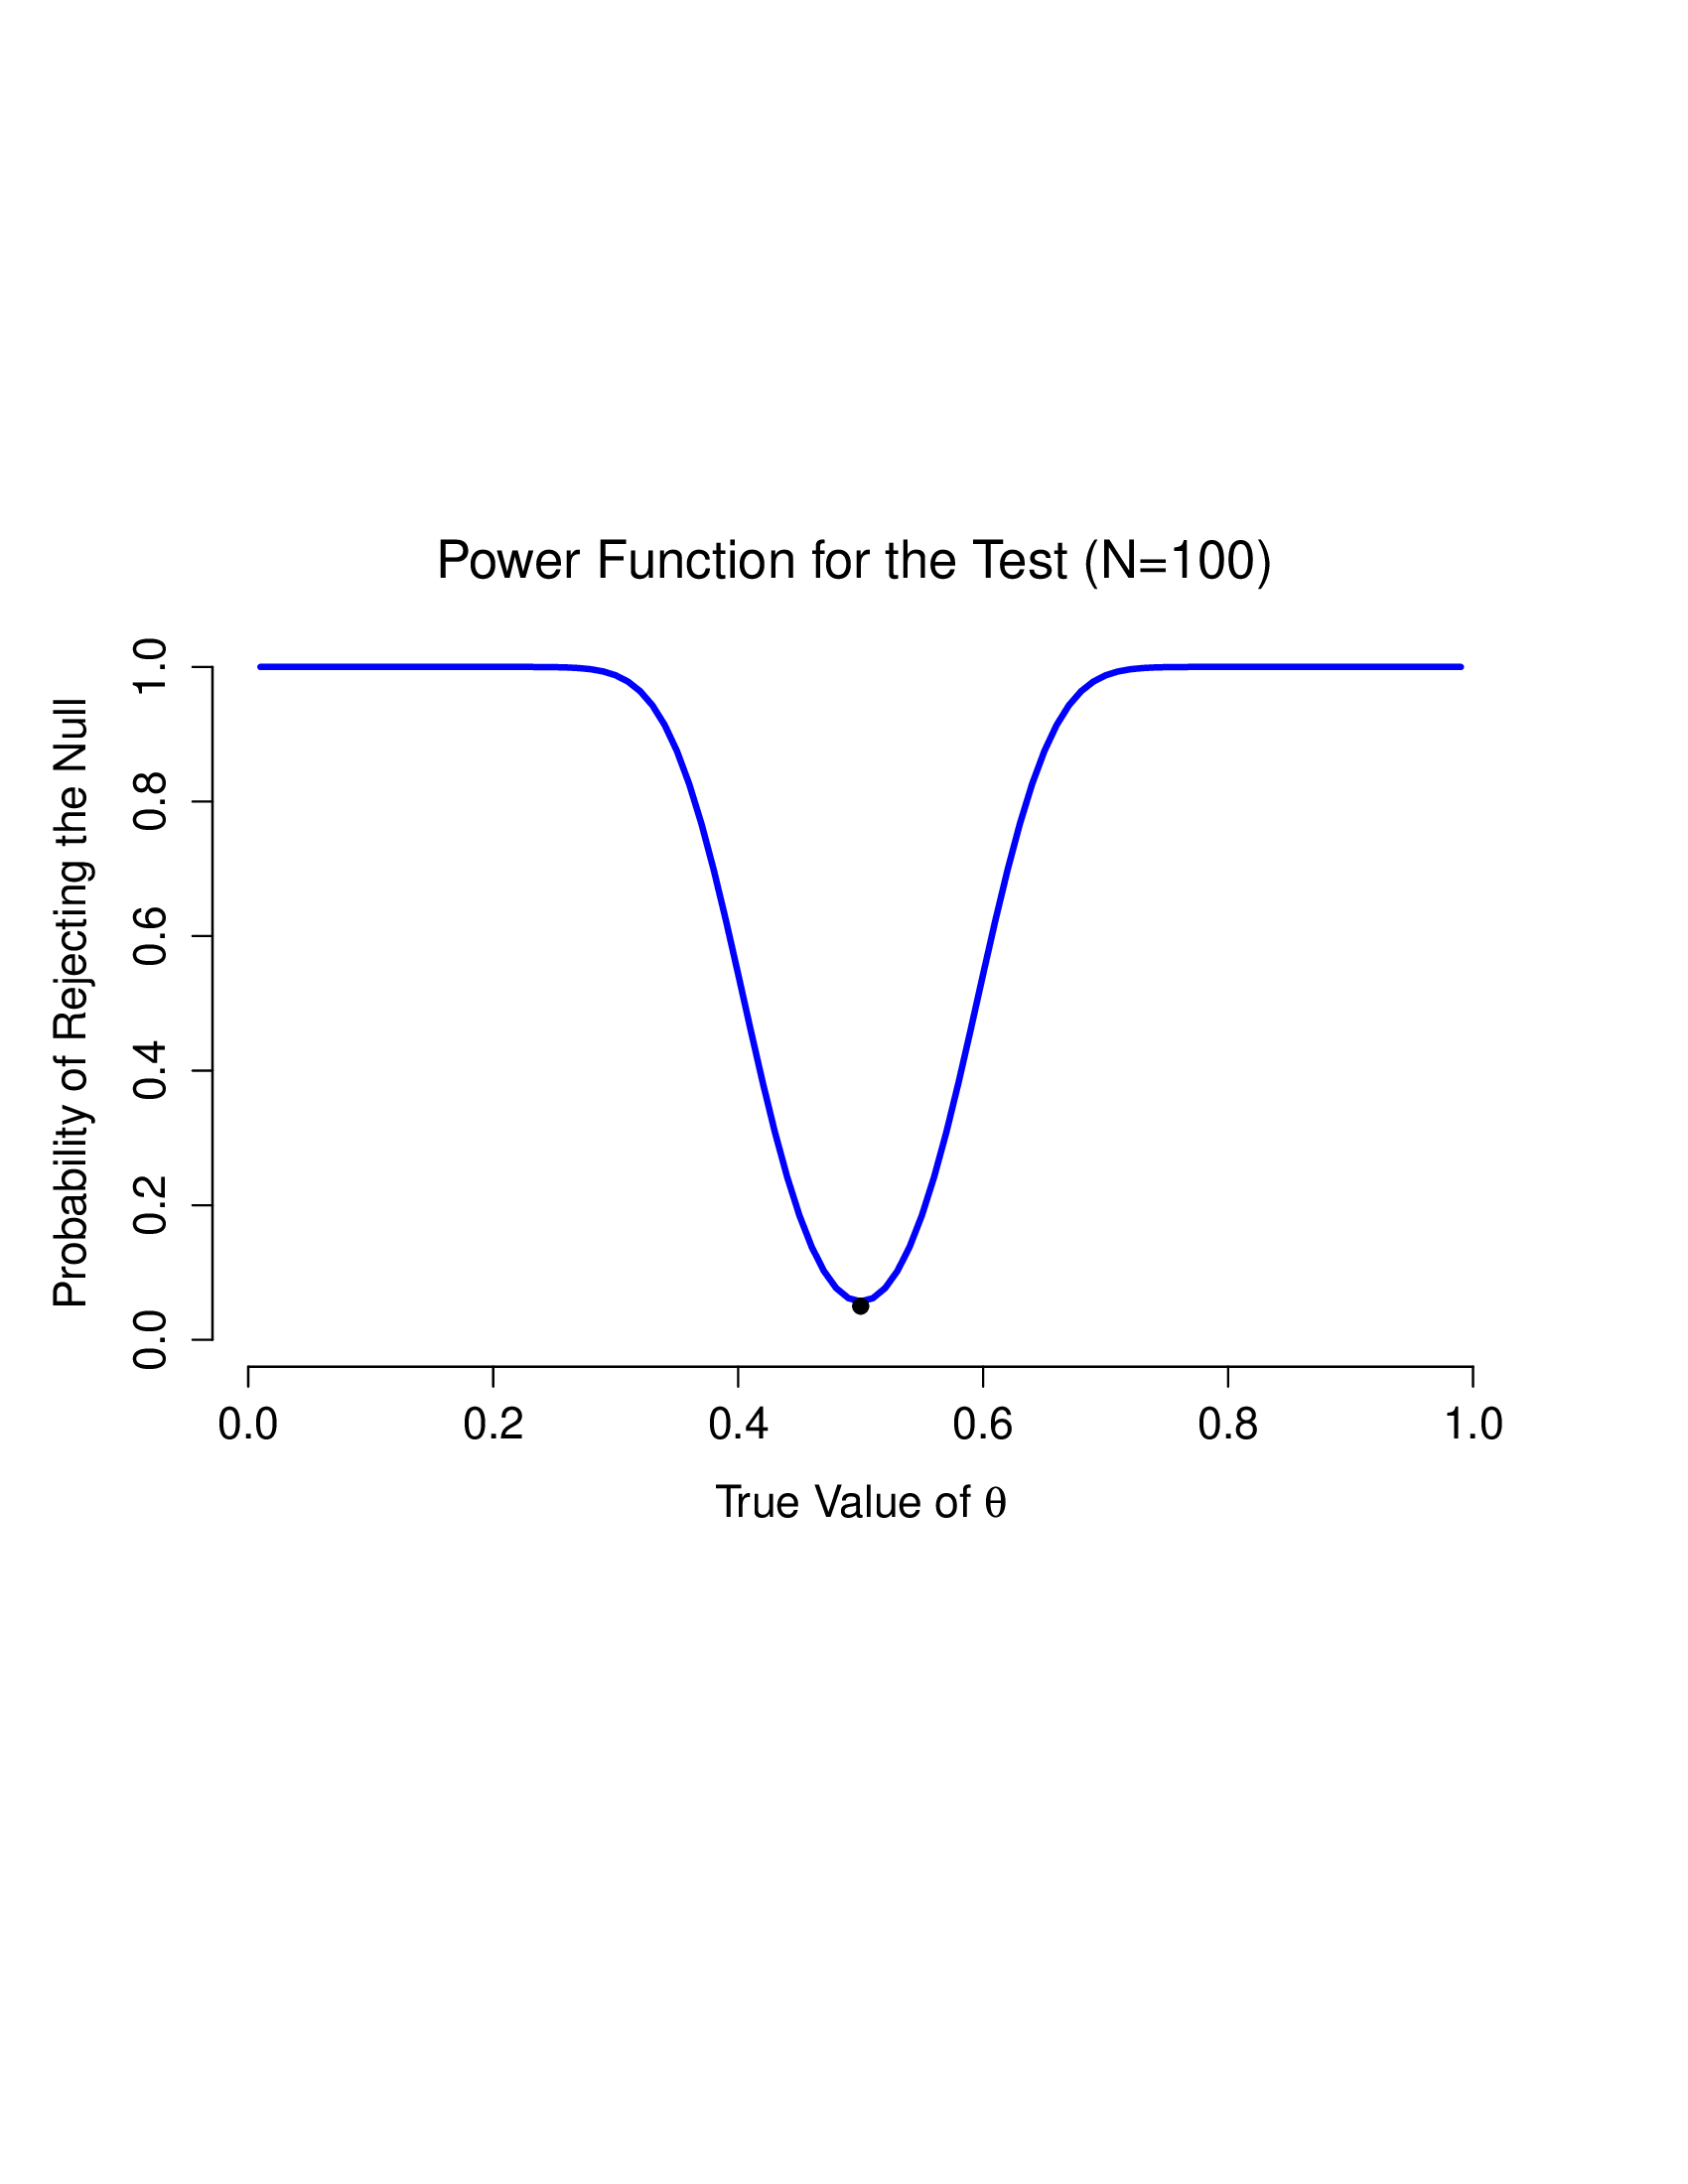 Power Function for the Test (N=100)
Probability of Rejecting the Null
1.0
0.8
0.6
0.4
0.2
0.0
0.0 0.2 0.4 0.6 0.8 1.0
True Value of θ